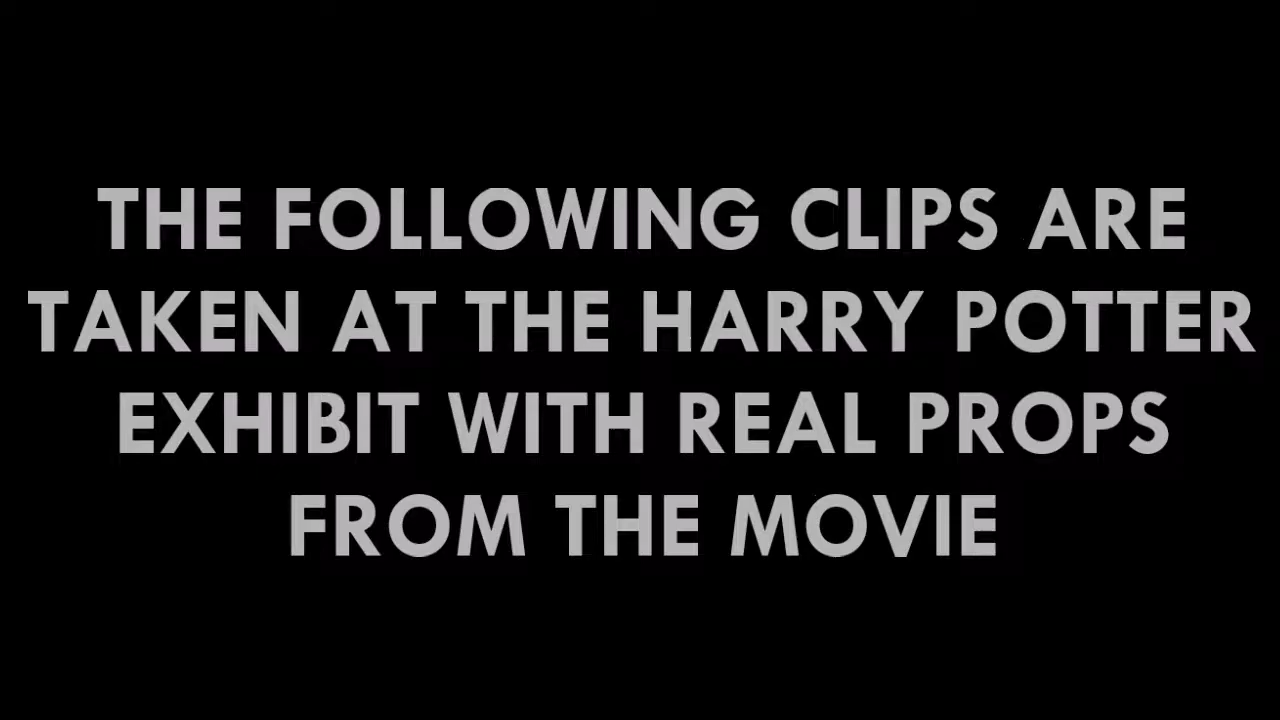 THE FOLLOWING CLIPS ARE
TAKEN AT THE HARRY POTTER
EXHIBIT WITH REAL PROPS
FROM THE MOVIE